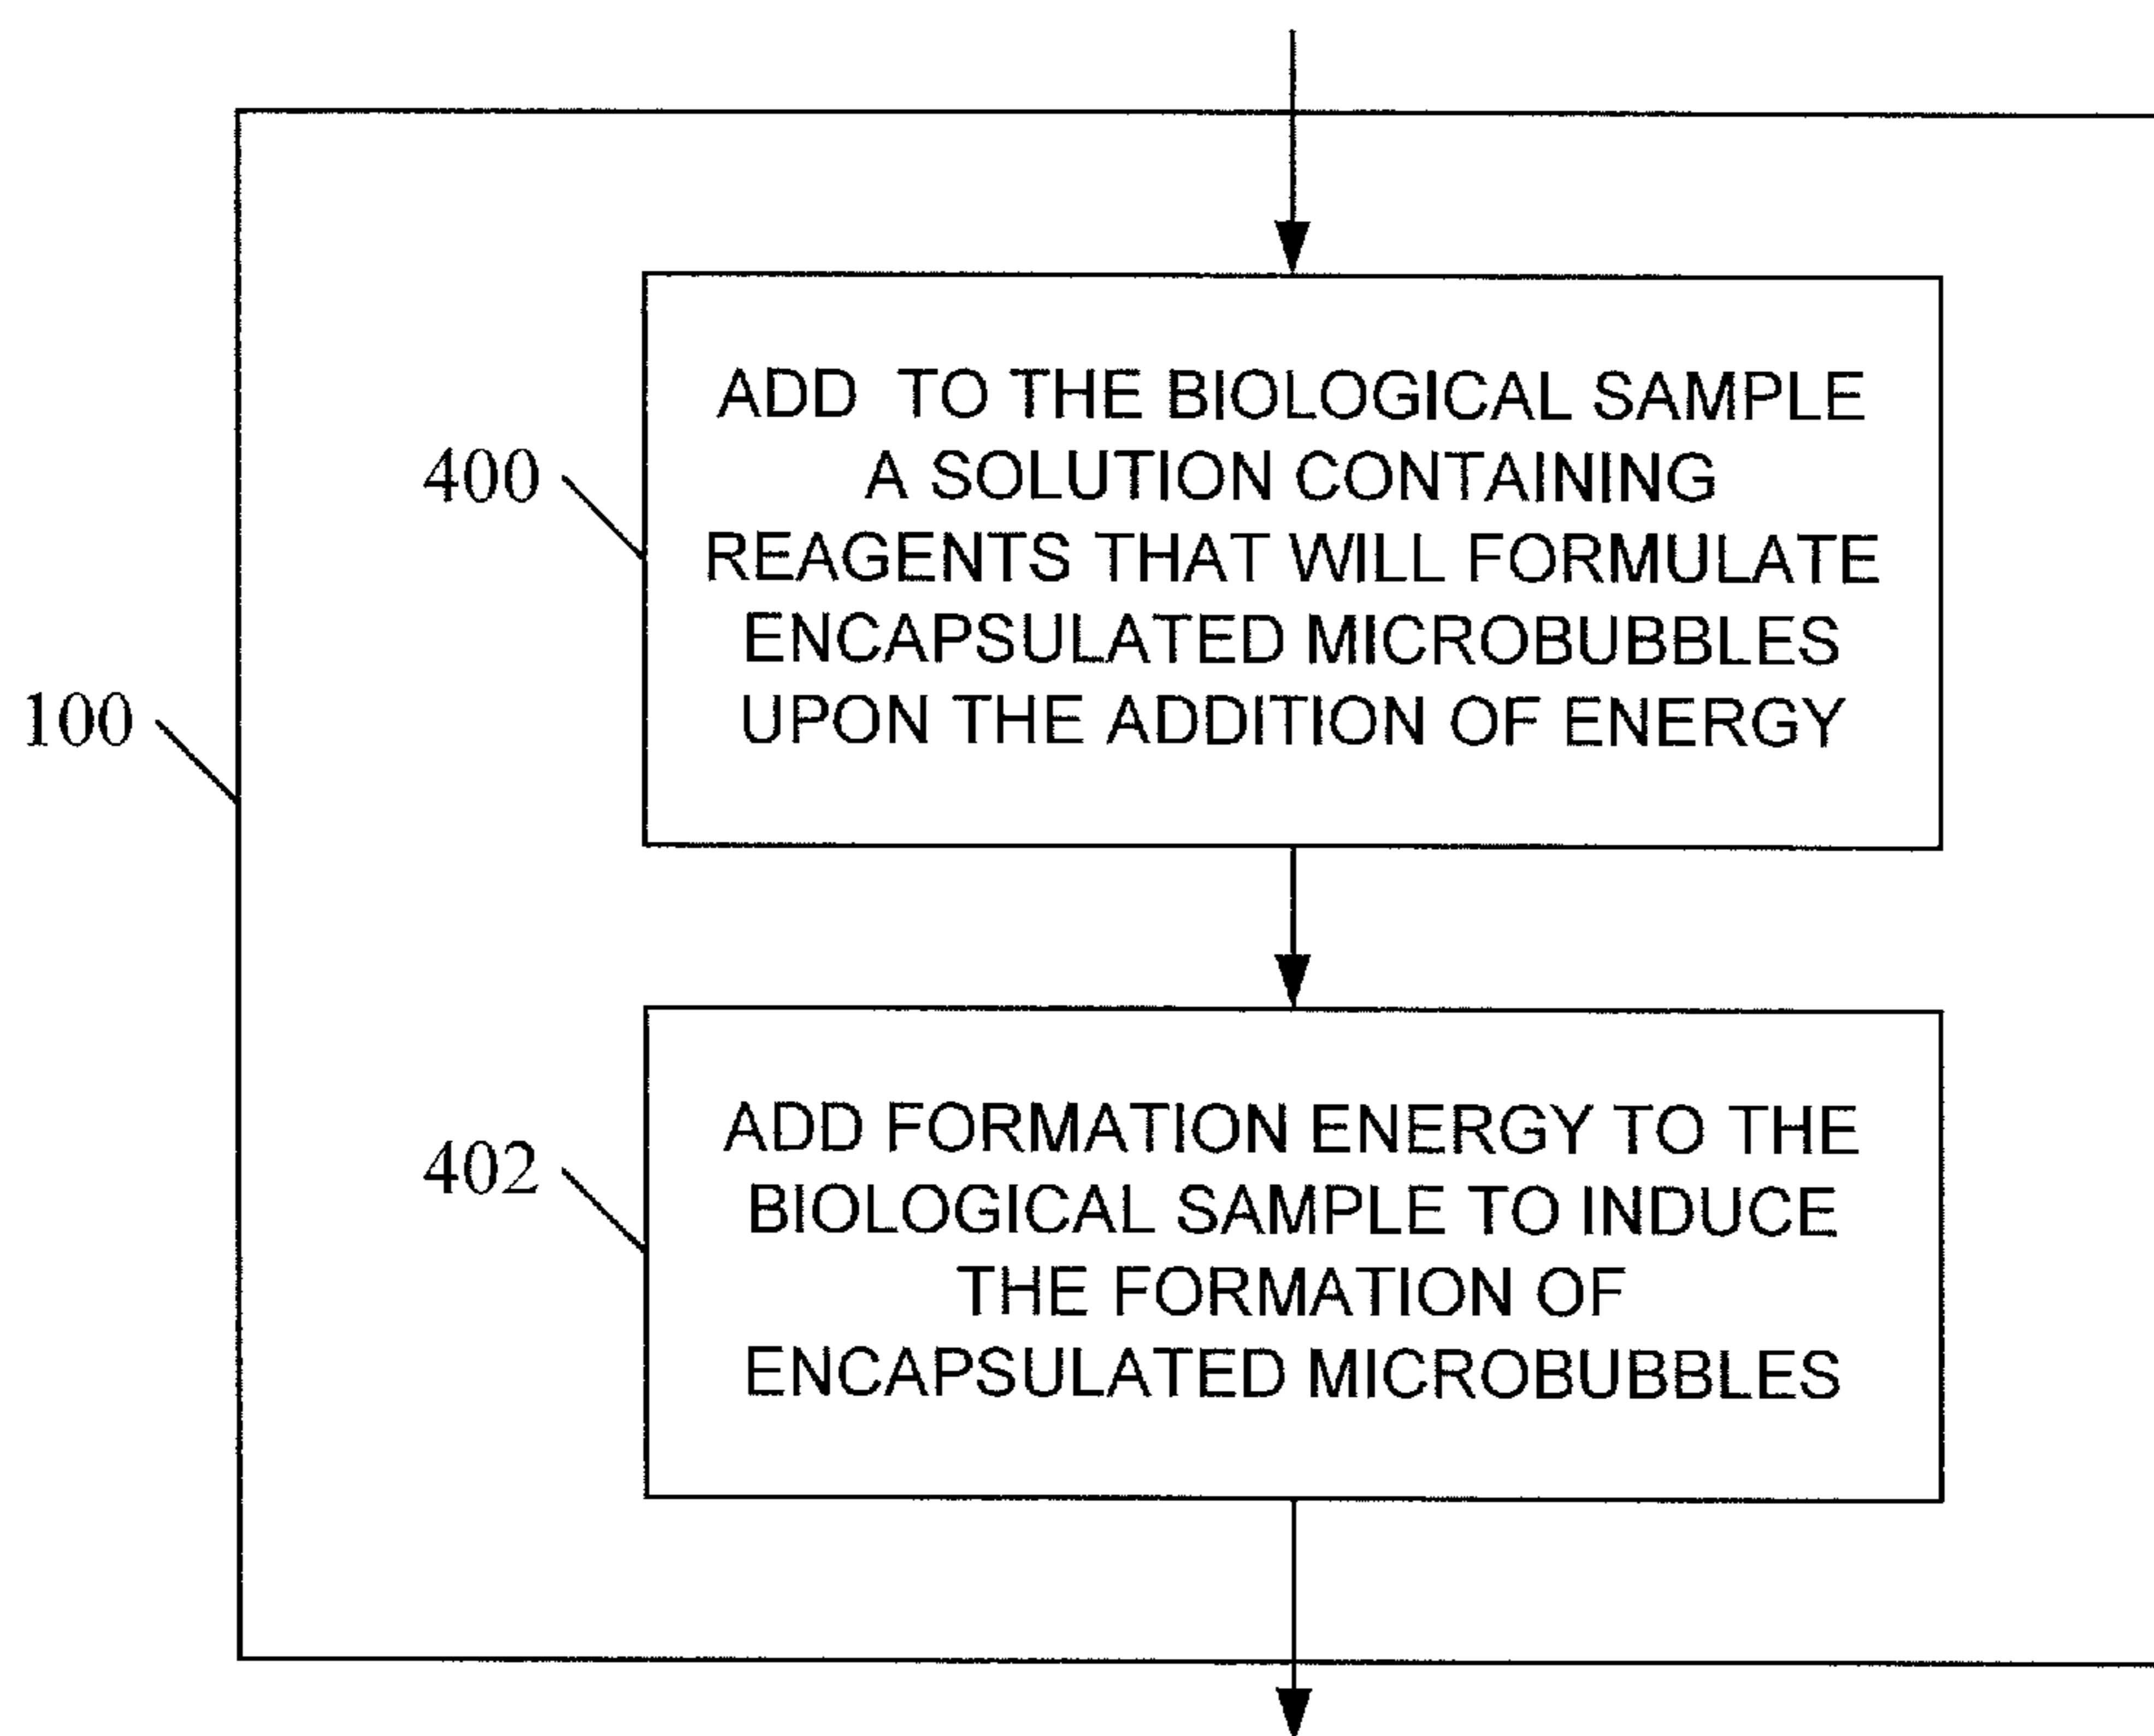 ADD TO THE BIOLOGICAL SAMPLE
A SOLUTION CONTAINING
REAGENTS THAT WILL FORMULATE
ENCAPSULATED MICROBUBBLES
UPON THE ADDITION OF ENERGY
400
100
ADD FORMATION ENERGY TO THE
BIOLOGICAL SAMPLE TO INDUCE
THE FORMATION OF
ENCAPSULATED MICROBUBBLES
402